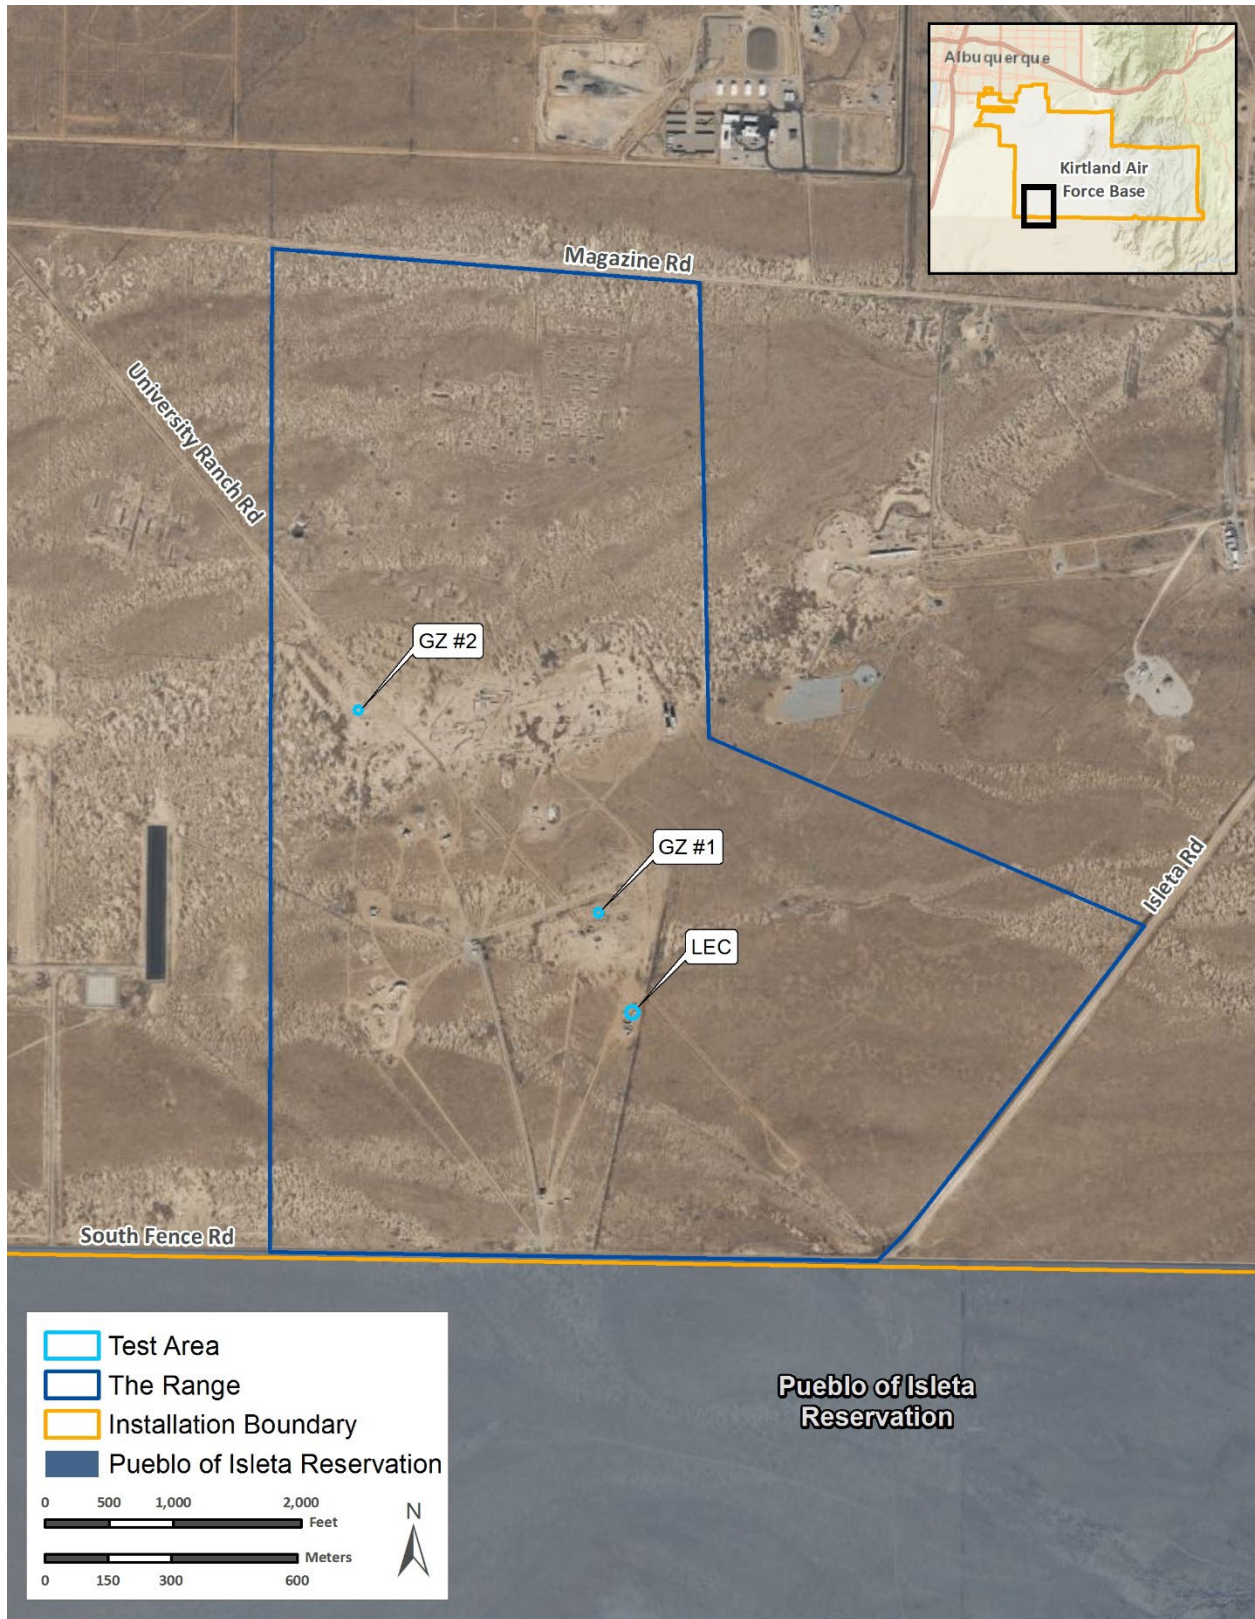 Albuquerque
Kirtland Air
Force Base
Magazine Rd
University Ranch Rd
GZ #2
GZ #1
Isleta Rd
LEC
South Fence Rd
Pueblo of Isleta
Reservation
Test Area
The Range
Installation Boundary
Pueblo of Isleta Reservation
0 500 1,000 2,000
Feet
Meters
0 150 300 600
N